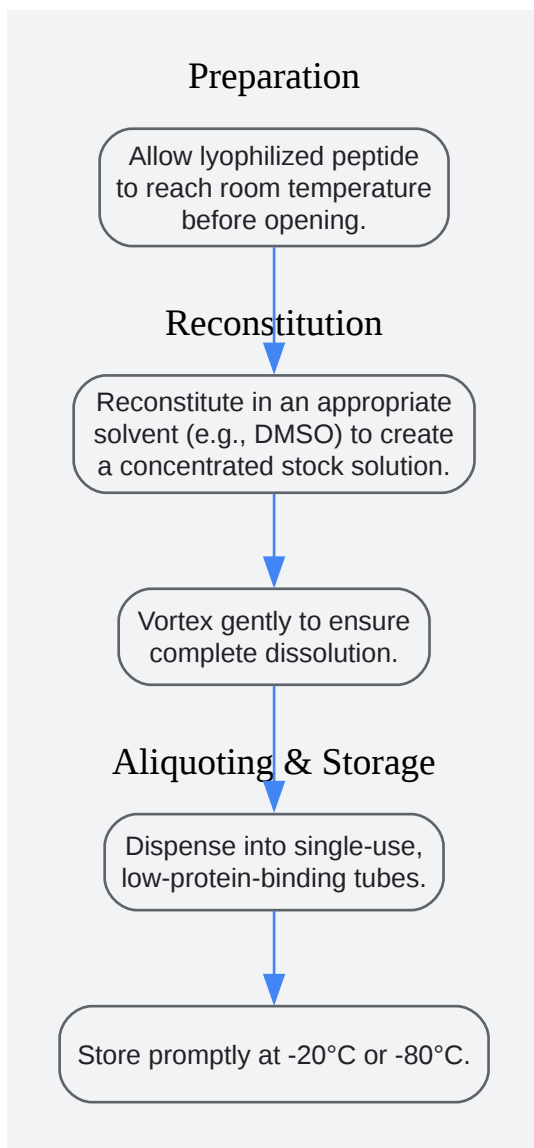 Preparation
Allow lyophilized peptide
to reach room temperature
before opening.
Reconstitution
Reconstitute in an appropriate
solvent (e.g., DMSO) to create
a concentrated stock solution.
Vortex gently to ensure
complete dissolution.
Aliquoting & Storage
Dispense into single-use,
low-protein-binding tubes.
Store promptly at -20°C or -80°C.